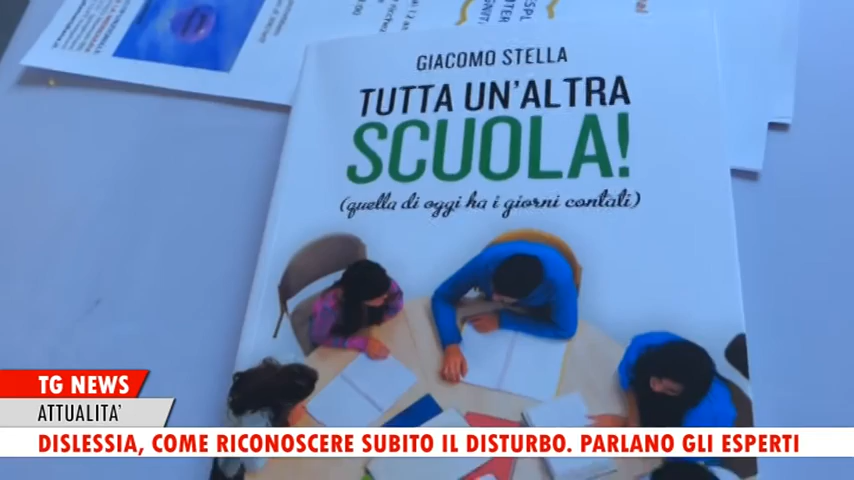 GIACOMO STELLA
TUTTA UN'ALTRA
SCUOLA!
(quella di oggi ha i giorni contati)
TG NEWS
ATTUALITA'
DISLESSIA, COME RICONOSCERE SUBITO IL DISTURBO. PARLANO GLI ESPERTI